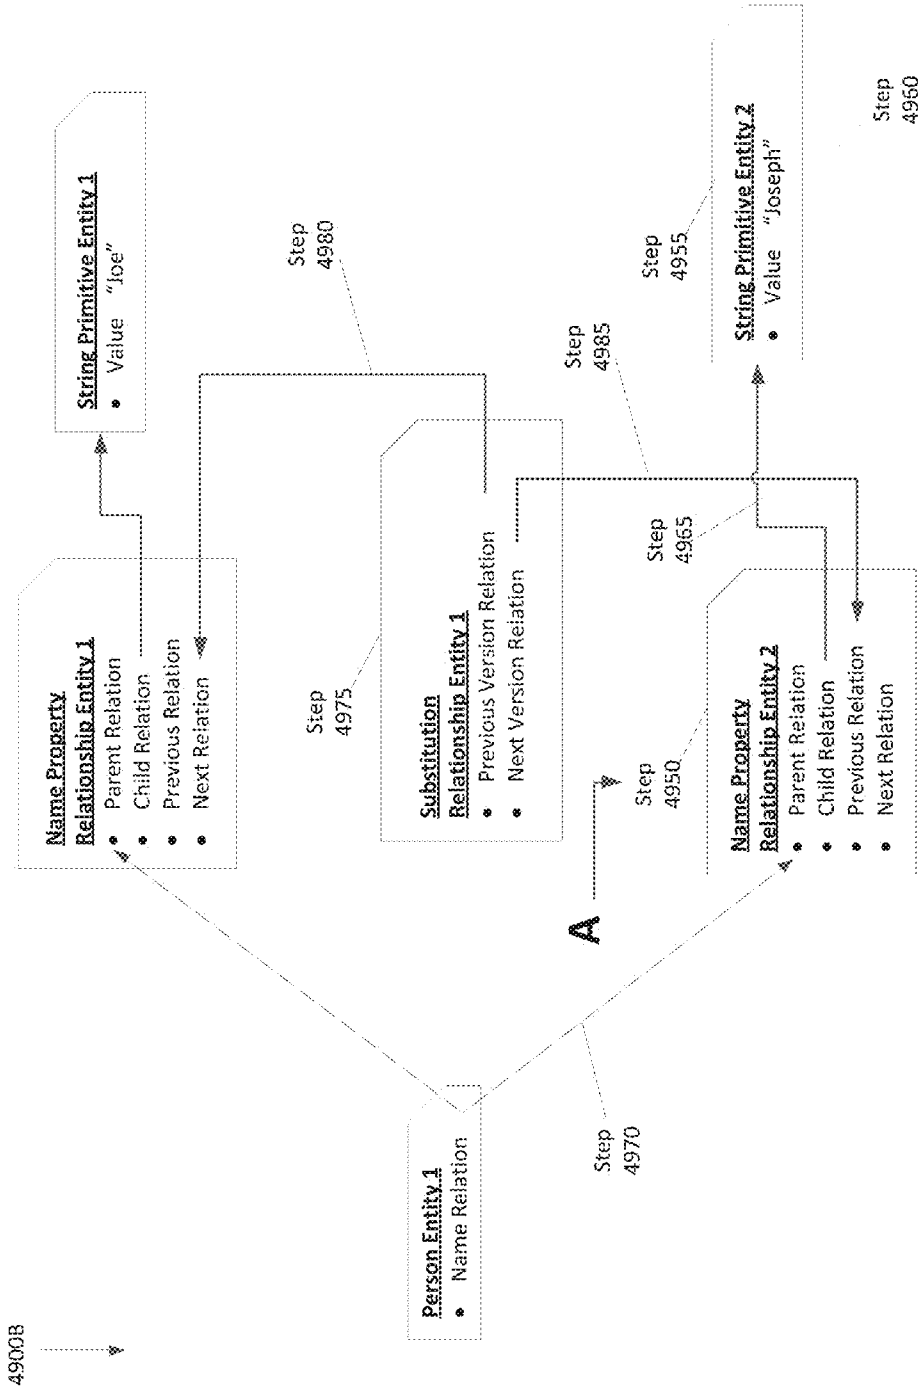 4900B
Person Entity 1
• Name Relation
Step
4970
Name Property
Relationship Entity 1
• Parent Relation
• Child Relation
• Previous Relation
• Next Relation
String Primitive Entity 1
• Value "Joe"
Step
4975
Substitution
Relationship Entity 1
• Previous Version Relation
• Next Version Relation
Step
4980
Step
4985
A
Step
4950
Name Property
Relationship Entity 2
• Parent Relation
• Child Relation
• Previous Relation
• Next Relation
Step
4965
Step
4955
String Primitive Entity 2
• Value "Joseph"
Step
4960